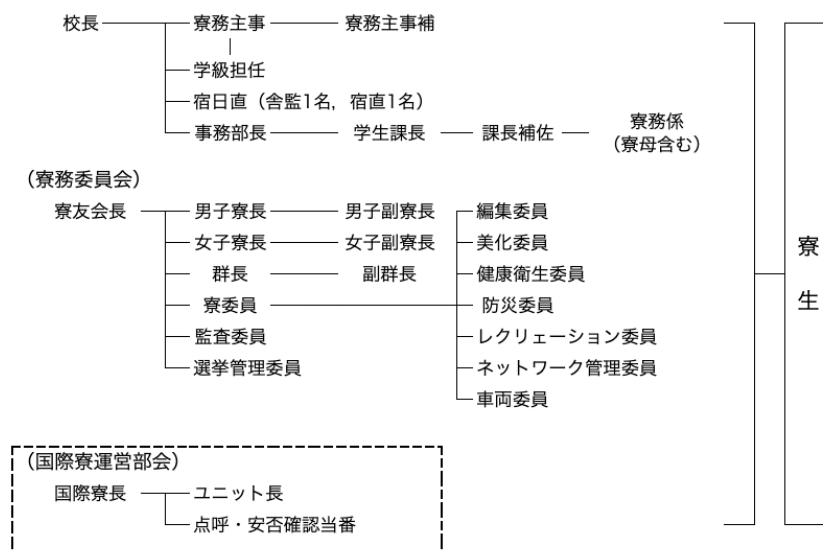 校長 寮務主事 寮務主事補
学級担任
宿日直（舎監1名，宿直1名）
事務部長 学生課長 課長補佐 寮務係
（寮母含む）
（寮務委員会）
寮友会長 男子寮長 男子副寮長 編集委員
女子寮長 女子副寮長 美化委員
群長 副群長 健康衛生委員
寮委員 防災委員
監査委員 レクリェーション委員
選挙管理委員 ネットワーク管理委員
車両委員
（国際寮運営部会）
国際寮長 ユニット長
点呼・安否確認当番
寮生